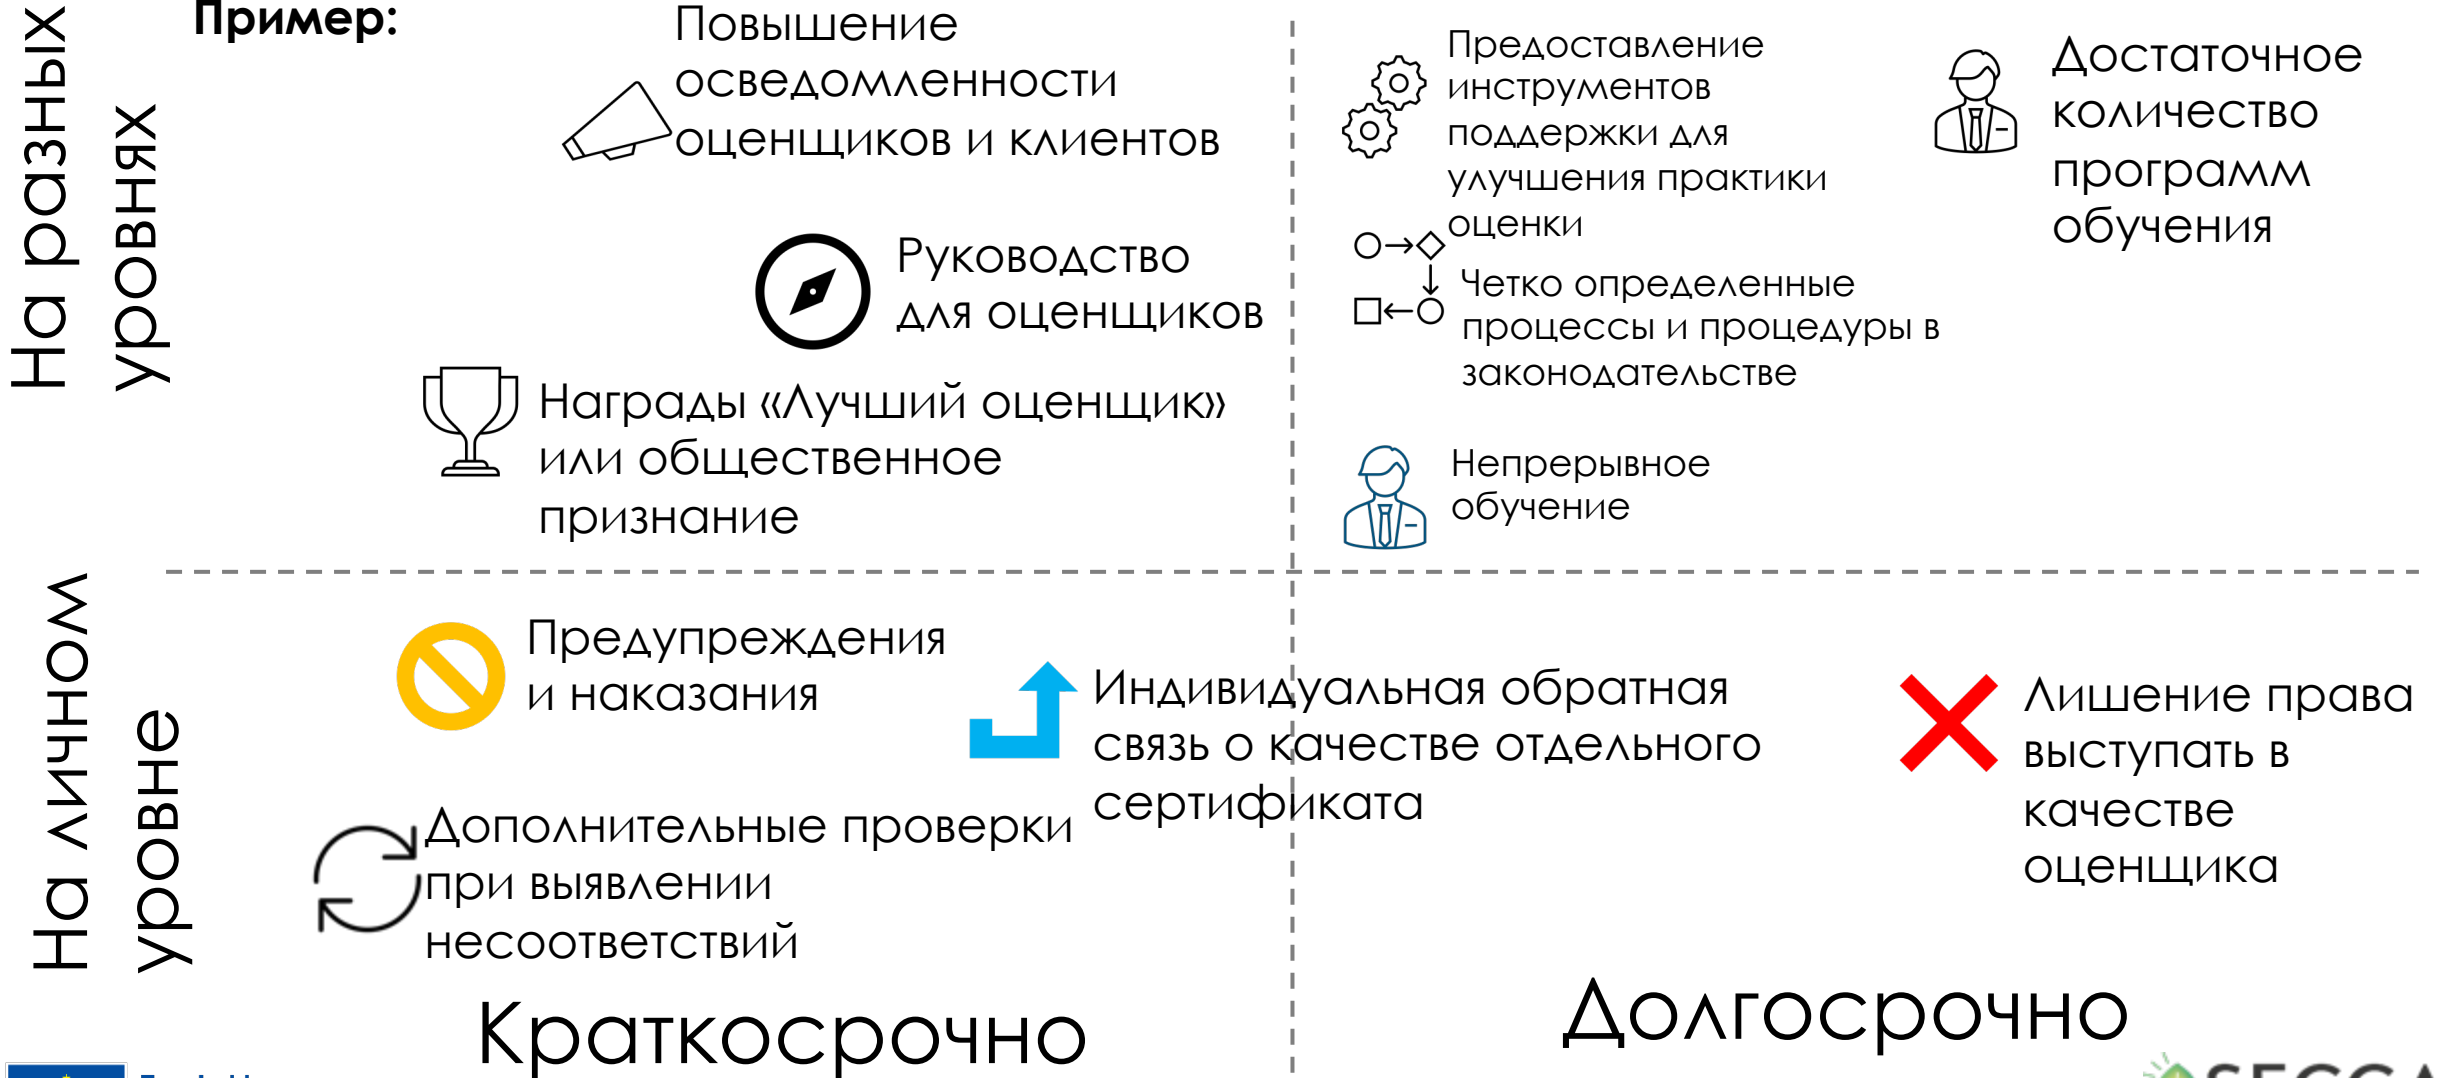 Пример:
На разных
уровнях
Повышение
осведомленности
оценщиков и клиентов
Руководство
для оценщиков
Награды «Лучший оценщик»
или общественное
признание
Предоставление
инструментов
поддержки для
улучшения практики
оценки
Достаточное
количество
программ
обучения
Четко определенные
процессы и процедуры в
законодательстве
Непрерывное
обучение
На личном
уровне
Предупреждения
и наказания
Индивидуальная обратная
связь о качестве отдельного
сертификата
Лишение права
выступать в
качестве
оценщика
Дополнительные проверки
при выявлении
несоответствий
Краткосрочно
Долгосрочно
SECCA